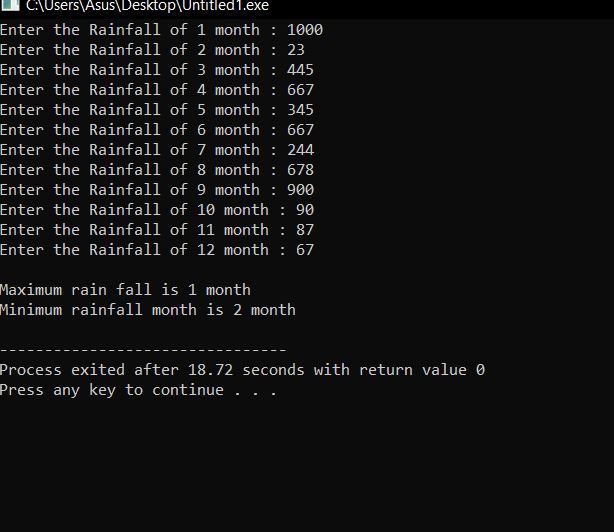 C:\Users\Asus\Desktop\Untitled1.exe
Enter the Rainfall of 1 month : 1000
Enter the Rainfall of 2 month : 23
Enter the Rainfall of 3 month : 445
Enter the Rainfall of 4 month : 667
Enter the Rainfall of 5 month : 345
Enter the Rainfall of 6 month : 667
Enter the Rainfall of 7 month : 244
Enter the Rainfall of 8 month : 678
Enter the Rainfall of 9 month : 900
Enter the Rainfall of 10 month : 90
Enter the Rainfall of 11 month : 87
Enter the Rainfall of 12 month : 67
Maximum rain fall is 1 month
Minimum rainfall month is 2 month
--------------------------------
Process exited after 18.72 seconds with return value 0
Press any key to continue . . .